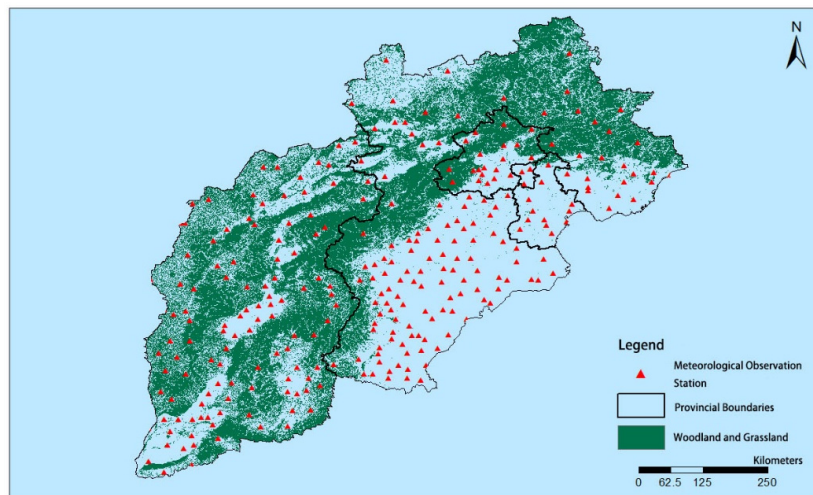 N
Legend
Meteorological Observation
Station
Provincial Boundaries
Woodland and Grassland
Kilometers
0 62.5 125 250